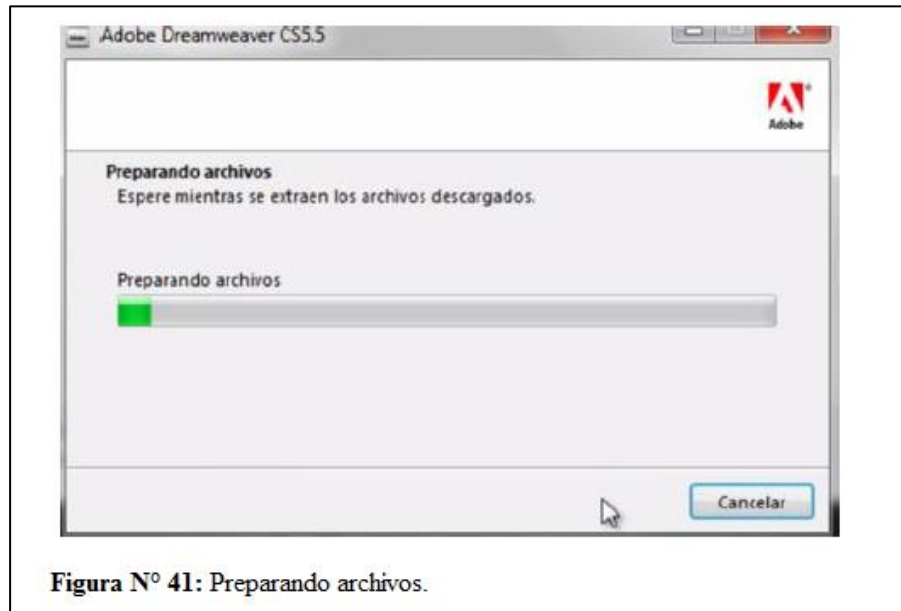 Adobe Dreamweaver CS5.5
Adobe
Preparando archivos
Espere mientras se extraen los archivos descargados.
Preparando archivos
Cancelar
Figura N° 41: Preparando archivos.